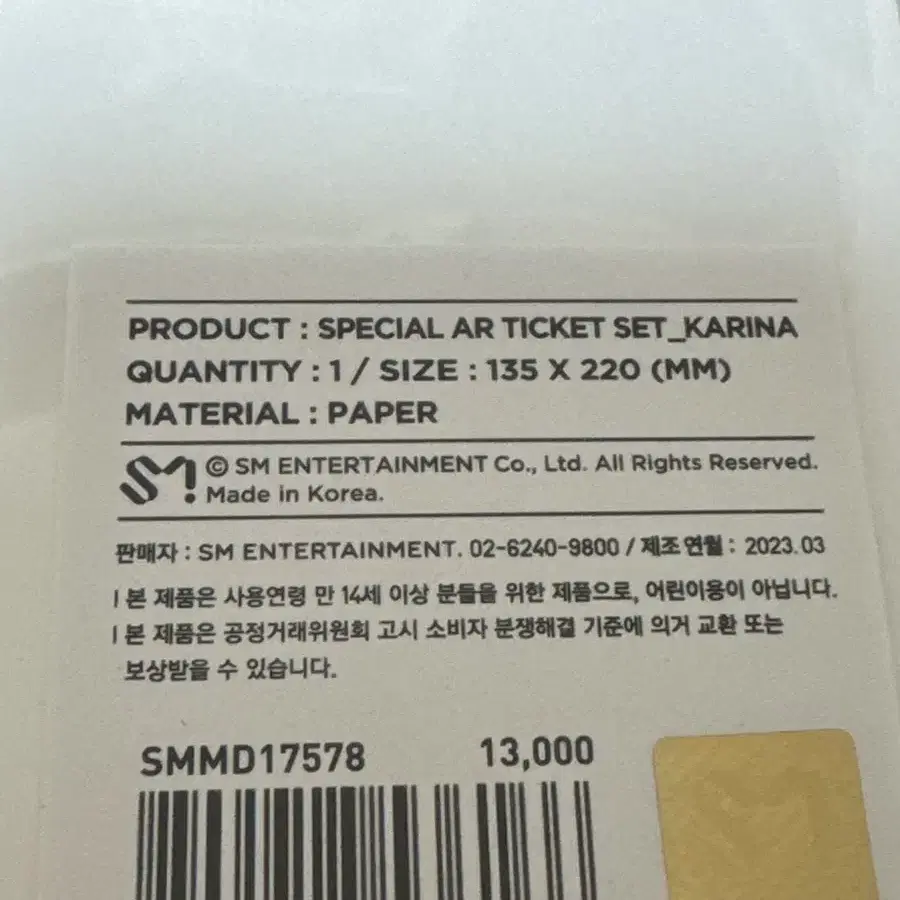 PRODUCT : SPECIAL AR TICKET SET_KARINA
QUANTITY : 1 / SIZE : 135 X 220 (MM)
MATERIAL : PAPER
SM! © SM ENTERTAINMENT Co., Ltd. All Rights Reserved.
Made in Korea.
판매자 : SM ENTERTAINMENT. 02-6240-9800 / 제조연월 : 2023.03
l 본 제품은 사용연령 만 14세 이상 분들을 위한 제품으로, 어린이용이 아닙니다.
l 본 제품은 공정거래위원회 고시 소비자 분쟁해결 기준에 의거 교환 또는
보상받을 수 있습니다.
SMMD17578 13,000